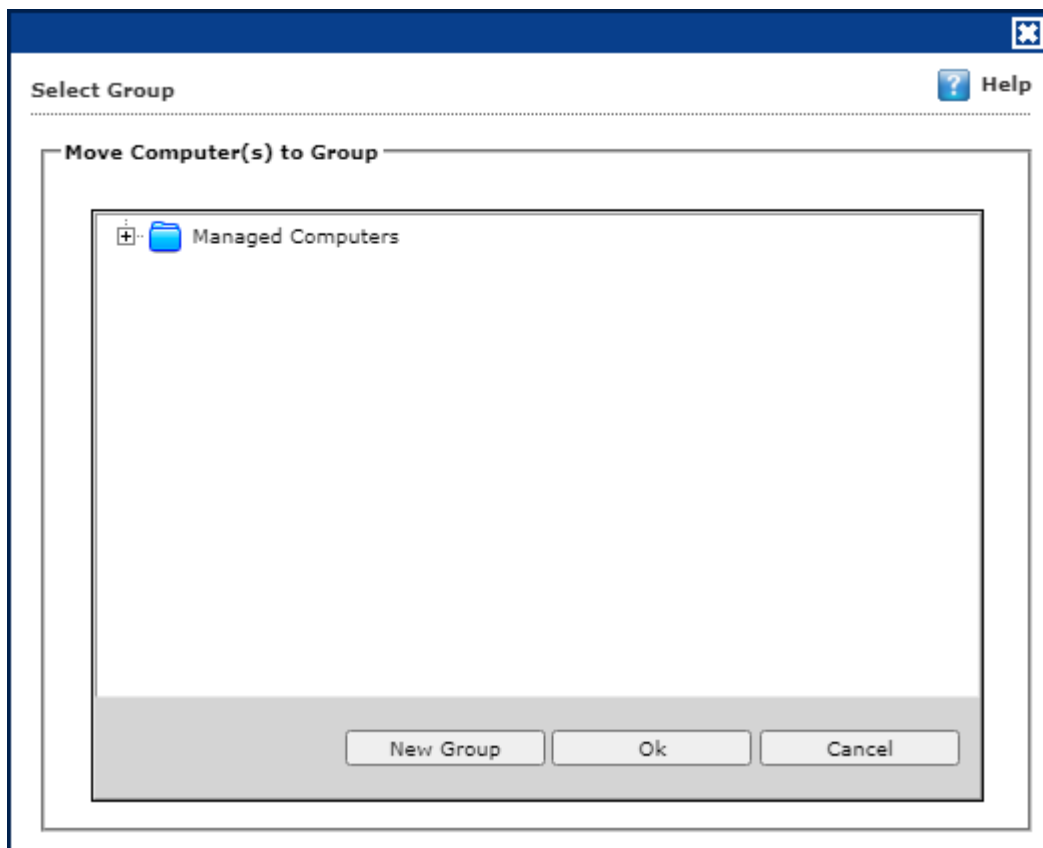 Select Group
? Help
Move Computer(s) to Group
Managed Computers
New Group Ok Cancel